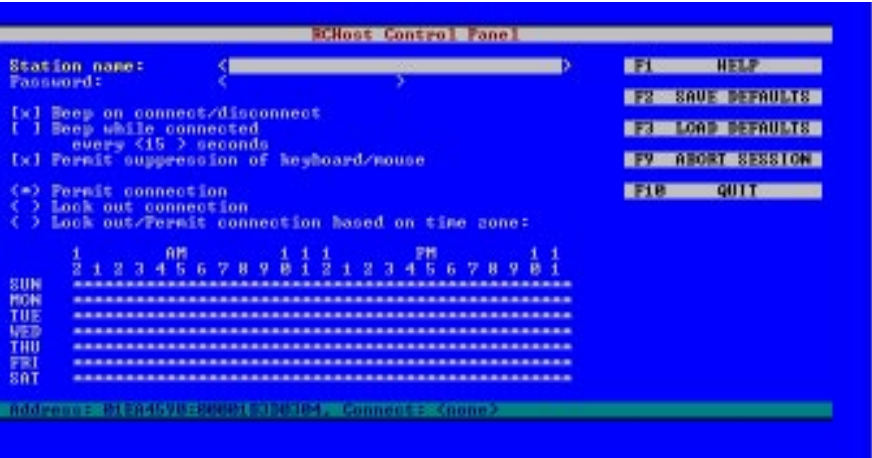 RCHost Control Panel
Station name: < >
Password: < >
[x] Beep on connect/disconnect
[ ] Beep while connected
every <15 > seconds
[x] Permit suppression of keyboard/mouse
(*) Permit connection
( ) Lock out connection
( ) Lock out/Permit connection based on time zone:
F1 HELP
F2 SAVE DEFAULTS
F3 LOAD DEFAULTS
F9 ABORT SESSION
F10 QUIT
1 AM 1 1 1 PM 1 1
2 1 2 3 4 5 6 7 8 9 0 1 2 1 2 3 4 5 6 7 8 9 0 1
SUN ************************************************
MON ************************************************
TUE ************************************************
WED ************************************************
THU ************************************************
FRI ************************************************
SAT ************************************************
Address: Connect: <none>